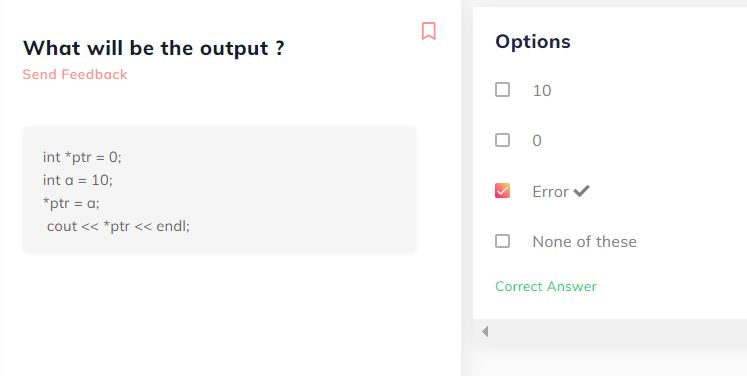 What will be the output ?
Send Feedback
int *ptr = 0;
int a = 10;
*ptr = a;
cout << *ptr << endl;
Options
10
0
Error
None of these
Correct Answer